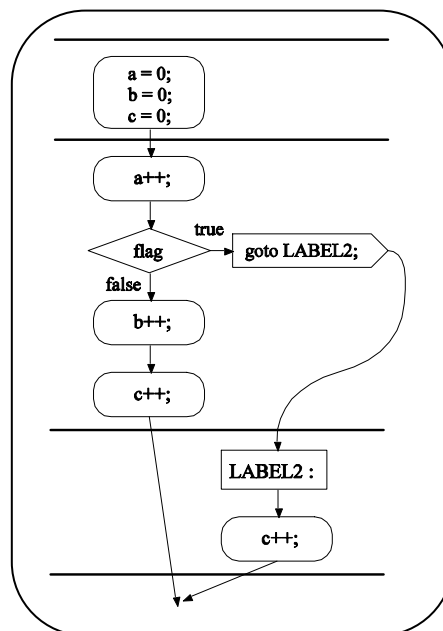 a = 0;
b = 0;
c = 0;
a++;
flag
true
goto LABEL2;
false
b++;
c++;
LABEL2 :
c++;